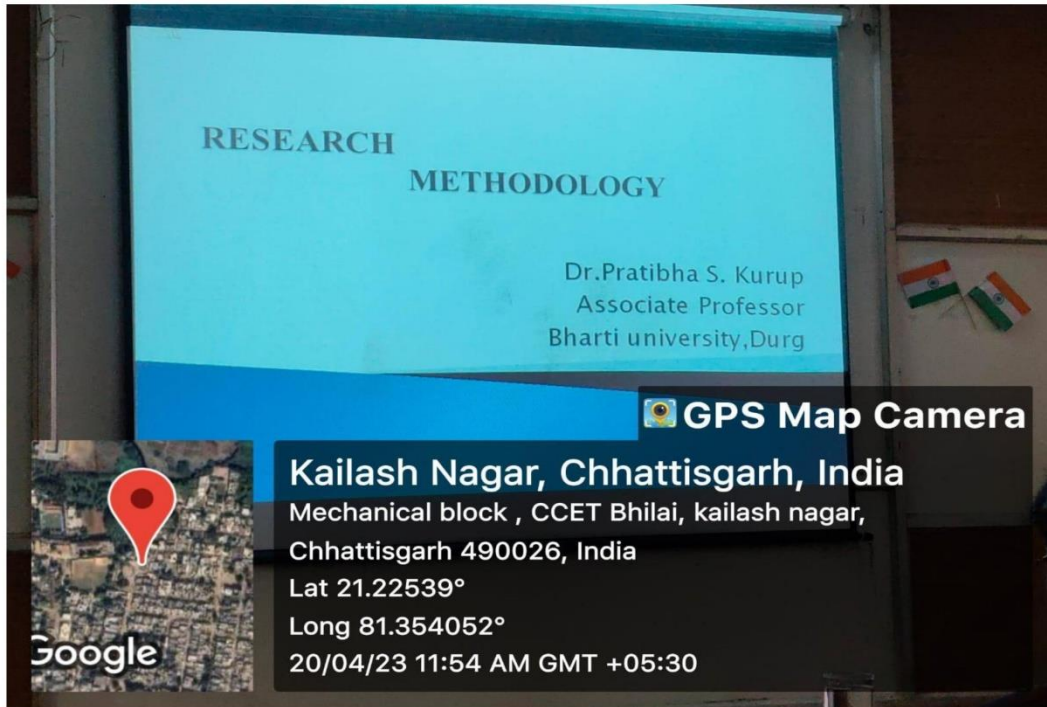 RESEARCH
METHODOLOGY
Dr.Pratibha S. Kurup
Associate Professor
Bharti university,Durg
GPS Map Camera
Kailash Nagar, Chhattisgarh, India
Mechanical block , CCET Bhilai, kailash nagar,
Chhattisgarh 490026, India
Lat 21.22539°
Long 81.354052°
20/04/23 11:54 AM GMT +05:30
Google